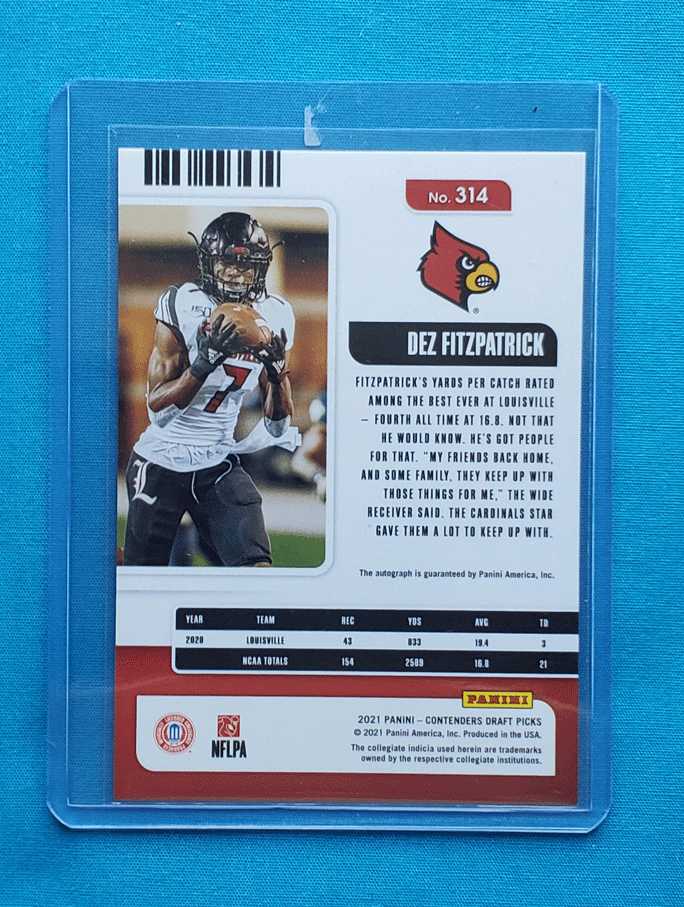 No. 314
150
7
7
L
®
DEZ FITZPATRICK
FITZPATRICK'S YARDS PER CATCH RATED
AMONG THE BEST EVER AT LOUISVILLE
– FOURTH ALL TIME AT 16.8. NOT THAT
HE WOULD KNOW. HE'S GOT PEOPLE
FOR THAT. "MY FRIENDS BACK HOME,
AND SOME FAMILY, THEY KEEP UP WITH
THOSE THINGS FOR ME," THE WIDE
RECEIVER SAID. THE CARDINALS STAR
GAVE THEM A LOT TO KEEP UP WITH.
The autograph is guaranteed by Panini America, Inc.
YEAR TEAM REC YDS AVG TD
2020 LOUISVILLE 43 833 19.4 3
NCAA TOTALS 154 2589 16.8 21
PANINI
NFLPA
2021 PANINI – CONTENDERS DRAFT PICKS
© 2021 Panini America, Inc. Produced in the USA.
The collegiate indicia used herein are trademarks
owned by the respective collegiate institutions.